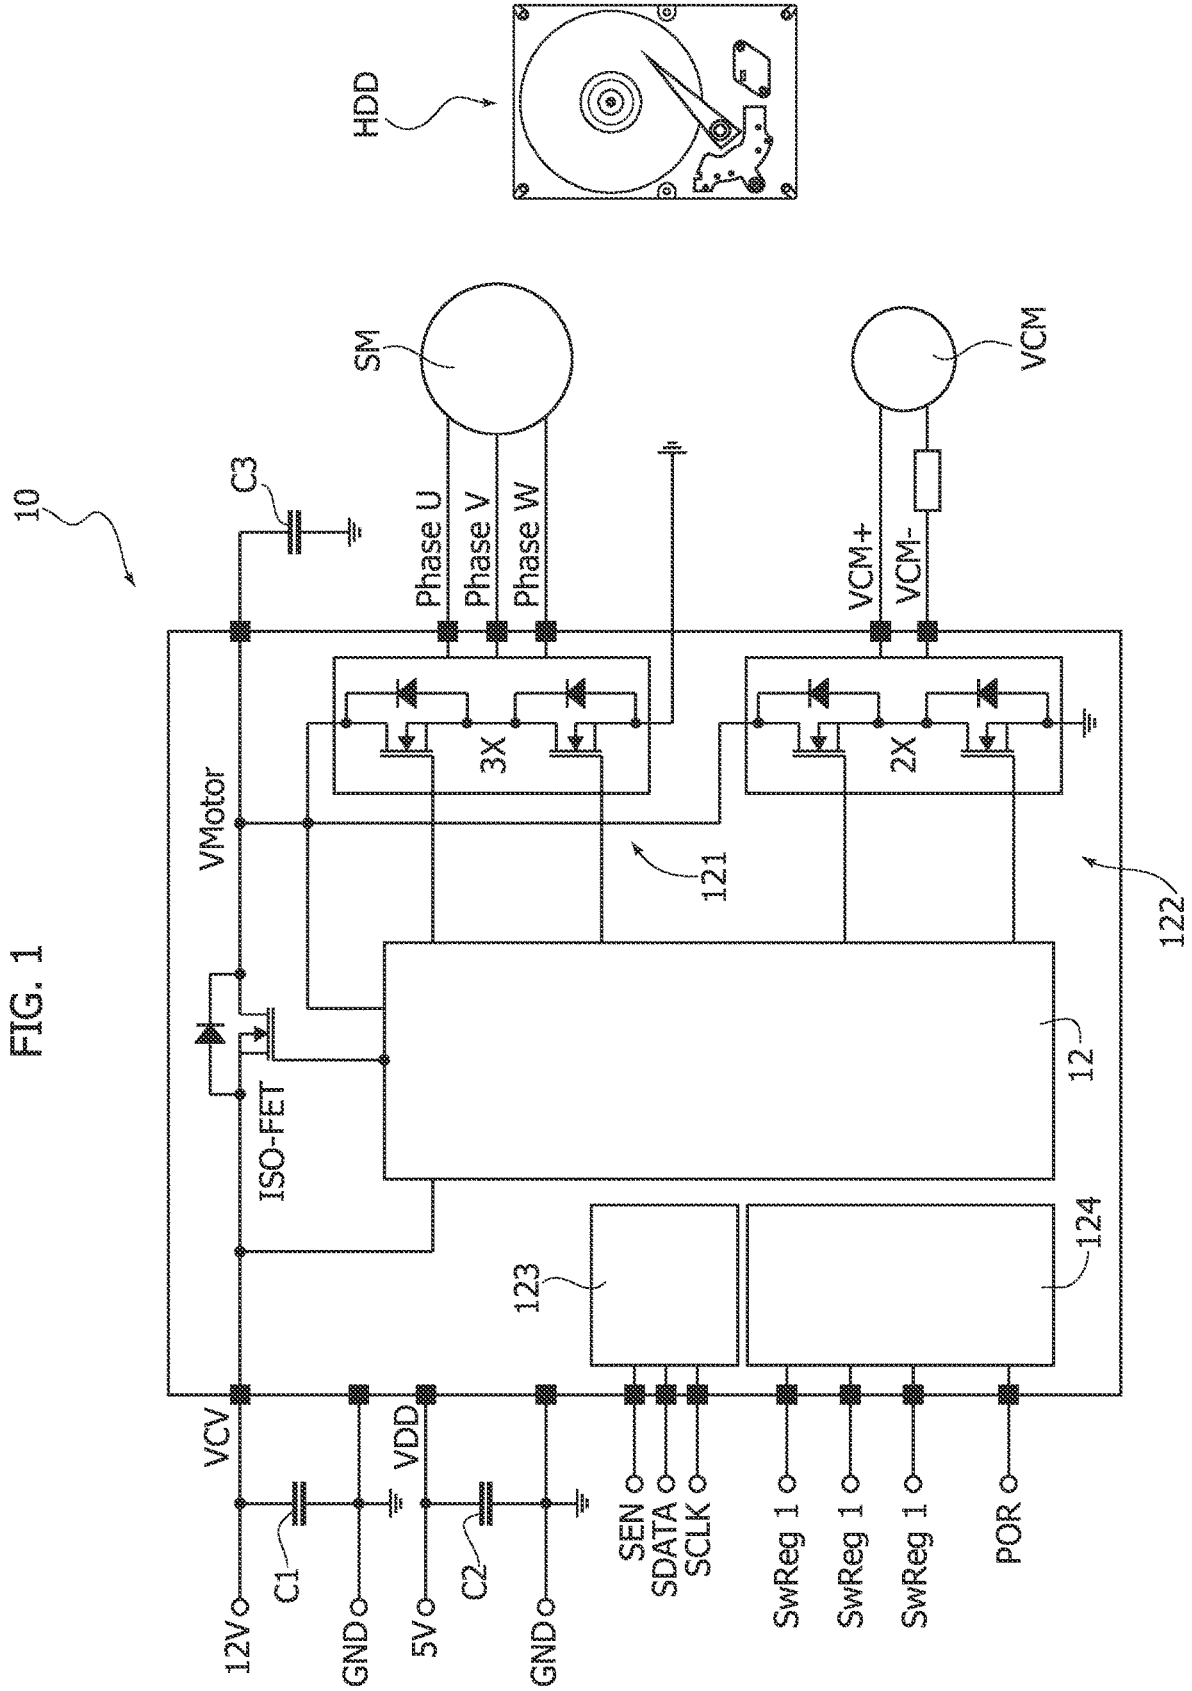 FIG. 1
10
HDD
12V
C1
GND
5V
C2
GND
VCV
VDD
SEN
SDATA
SCLK
SwReg 1
SwReg 1
SwReg 1
POR
ISO-FET
VMotor
C3
123
124
12
121
122
3X
2X
Phase U
Phase V
Phase W
SM
VCM+
VCM-
VCM